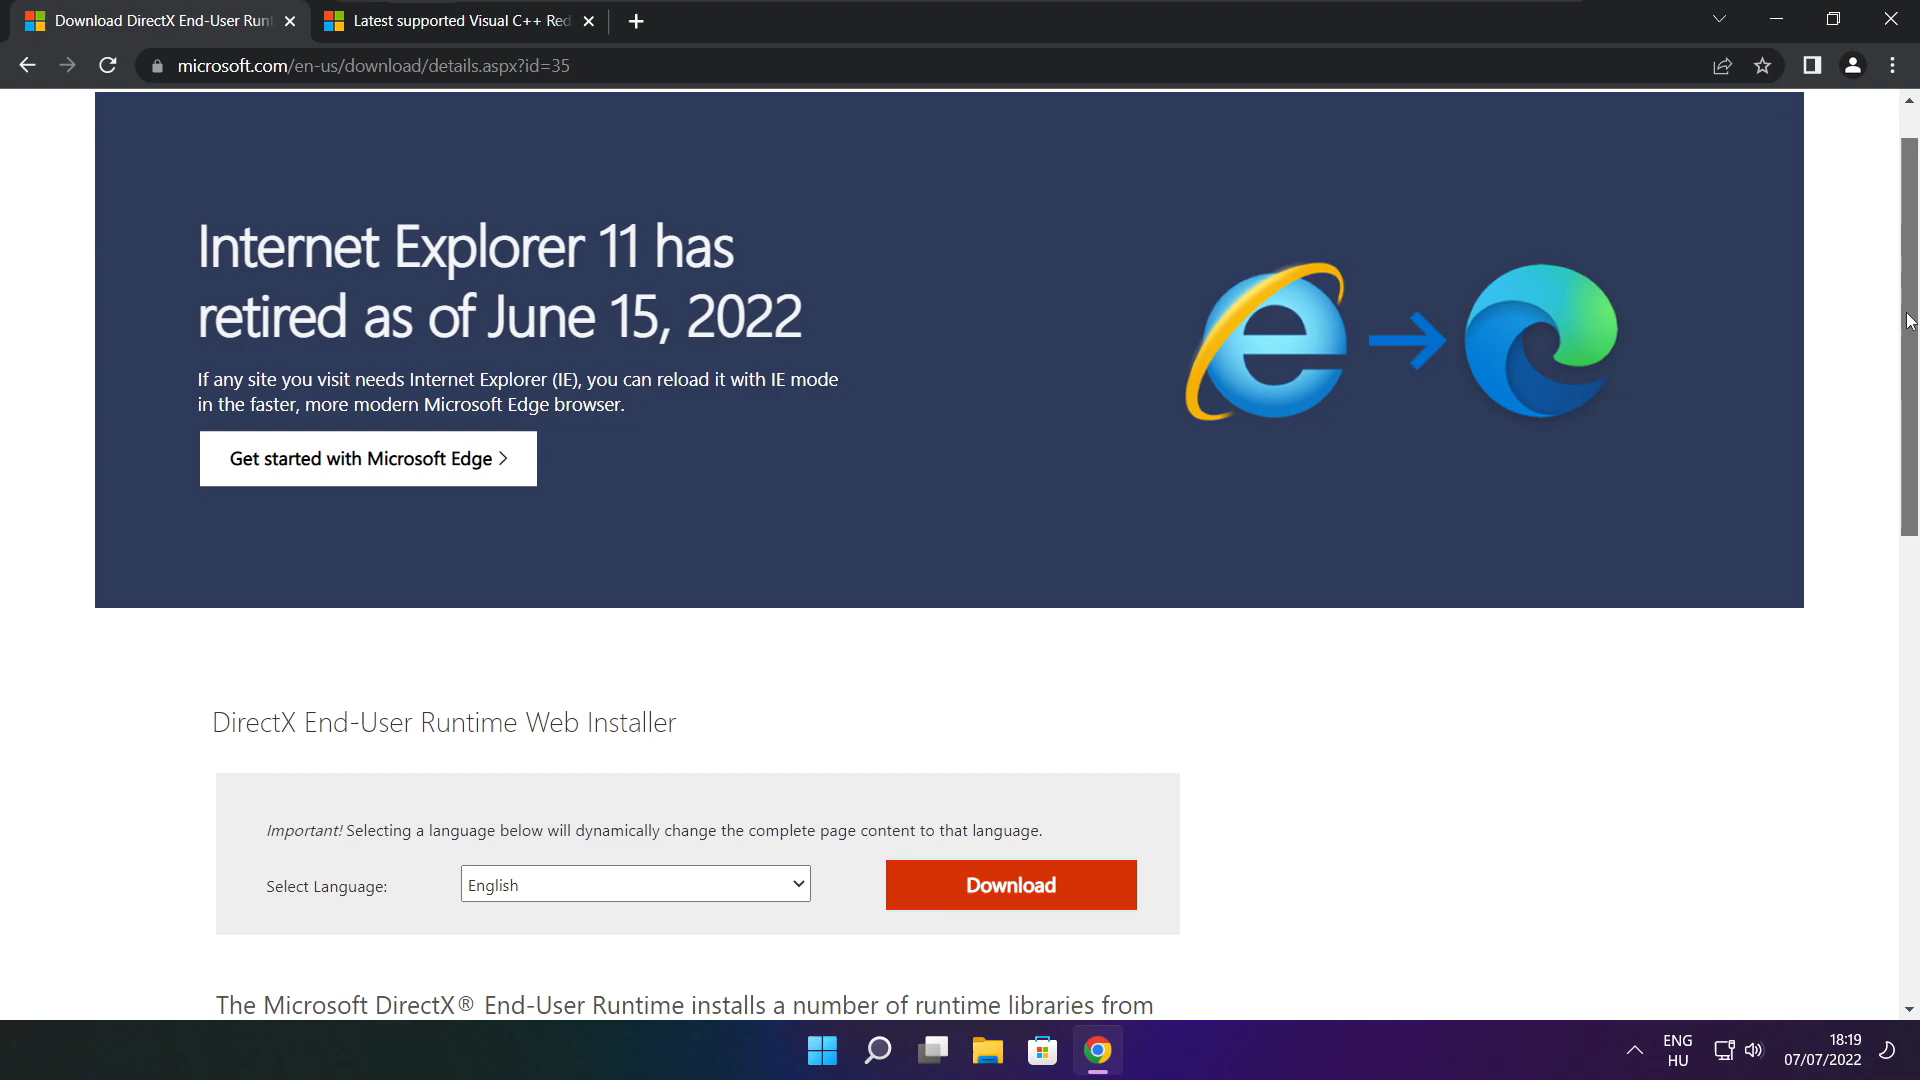 Download DirectX End-User Runt
Latest supported Visual C++ Red
microsoft.com/en-us/download/details.aspx?id=35
Internet Explorer 11 has
retired as of June 15, 2022
If any site you visit needs Internet Explorer (IE), you can reload it with IE mode
in the faster, more modern Microsoft Edge browser.
Get started with Microsoft Edge
DirectX End-User Runtime Web Installer
Important! Selecting a language below will dynamically change the complete page content to that language.
Select Language:
English
Download
The Microsoft DirectX® End-User Runtime installs a number of runtime libraries from
ENG
HU
18:19
07/07/2022